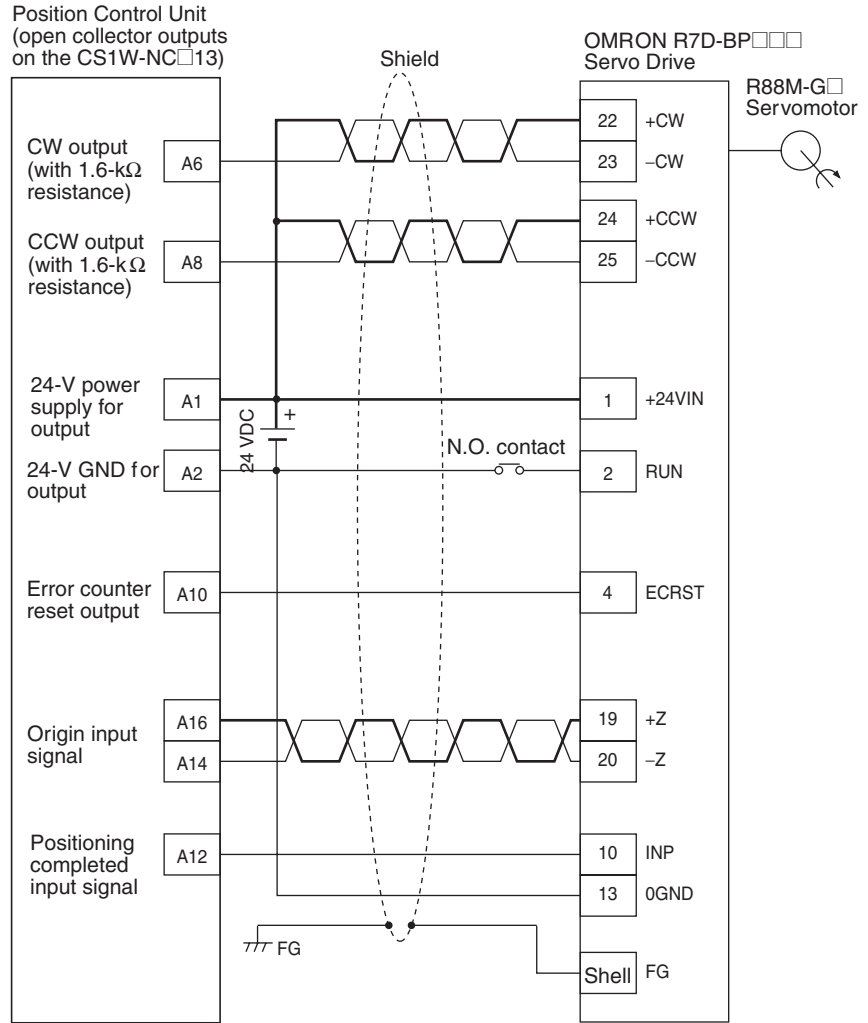 Position Control Unit
(open collector outputs
on the CS1W-NC□13)
Shield
OMRON R7D-BP□□□
Servo Drive
R88M-G□
Servomotor
CW output
(with 1.6-kΩ
resistance)
A6
22
+CW
23
−CW
CCW output
(with 1.6-kΩ
resistance)
A8
24
+CCW
25
−CCW
24-V power
supply for
output
A1
24 VDC
+
1
+24VIN
24-V GND for
output
A2
N.O. contact
2
RUN
Error counter
reset output
A10
4
ECRST
Origin input
signal
A16
A14
19
+Z
20
−Z
Positioning
completed
input signal
A12
10
INP
13
0GND
FG
Shell
FG